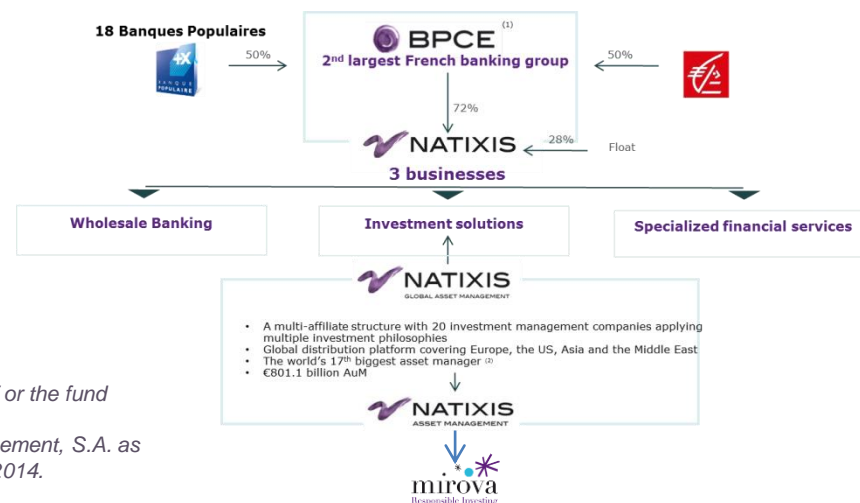 18 Banques Populaires
BPCE (1)
2nd largest French banking group
50%
50%
4X
BANQUE
POPULAIRE
72%
NATIXIS
28%
Float
3 businesses
Wholesale Banking
Investment solutions
Specialized financial services
NATIXIS
GLOBAL ASSET MANAGEMENT
• A multi-affiliate structure with 20 investment management companies applying
multiple investment philosophies
• Global distribution platform covering Europe, the US, Asia and the Middle East
• The world's 17th biggest asset manager (2)
• €801.1 billion AuM
or the fund
NATIXIS
ASSET MANAGEMENT
ement, S.A. as
2014.
mirova
Responsible Investing